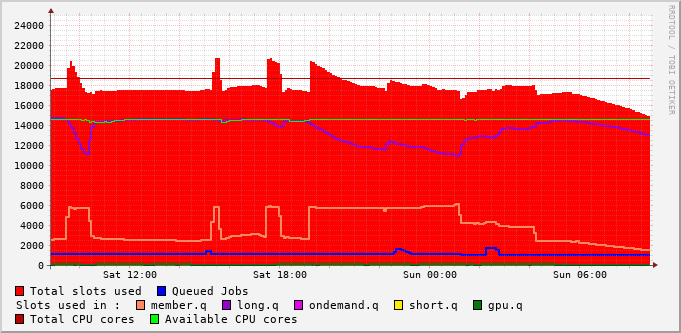 24000
22000
20000
18000
16000
14000
12000
10000
8000
6000
4000
2000
0
Sat 12:00 Sat 18:00 Sun 00:00 Sun 06:00
RRDTOOL / TOBI OETIKER
Total slots used Queued Jobs
Slots used in : member.q long.q ondemand.q short.q gpu.q
Total CPU cores Available CPU cores